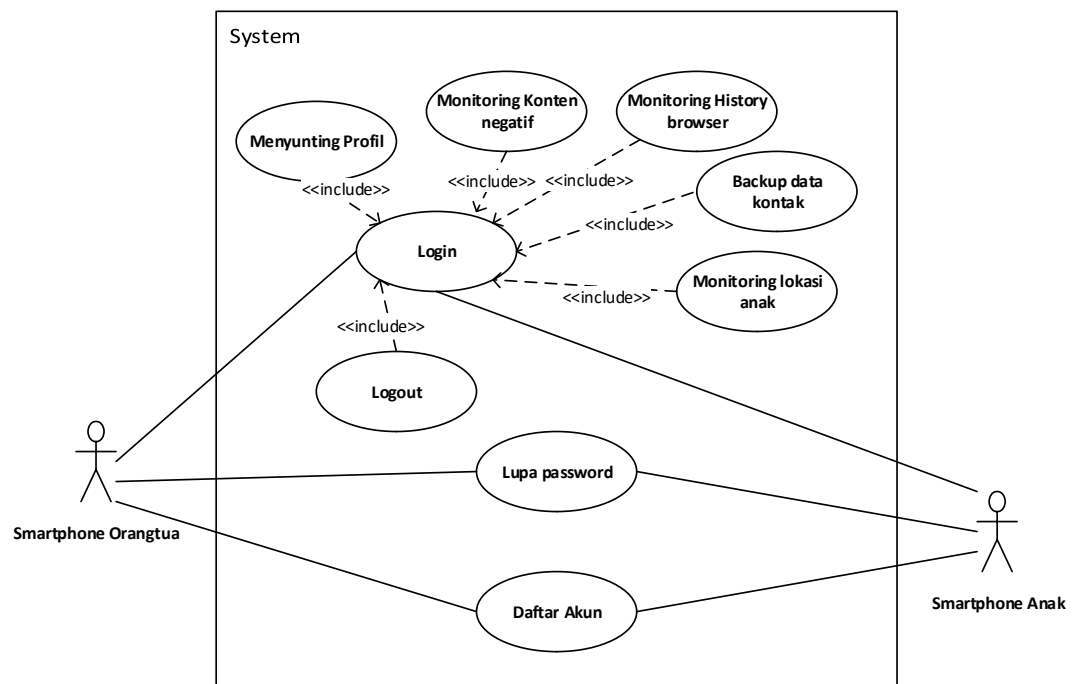 System
Monitoring Konten
negatif
Monitoring History
browser
Menyunting Profil
Backup data
kontak
<<include>>
<<include>>
<<include>>
<<include>>
Login
Monitoring lokasi
anak
<<include>>
<<include>>
Logout
Lupa password
Smartphone Orangtua
Smartphone Anak
Daftar Akun